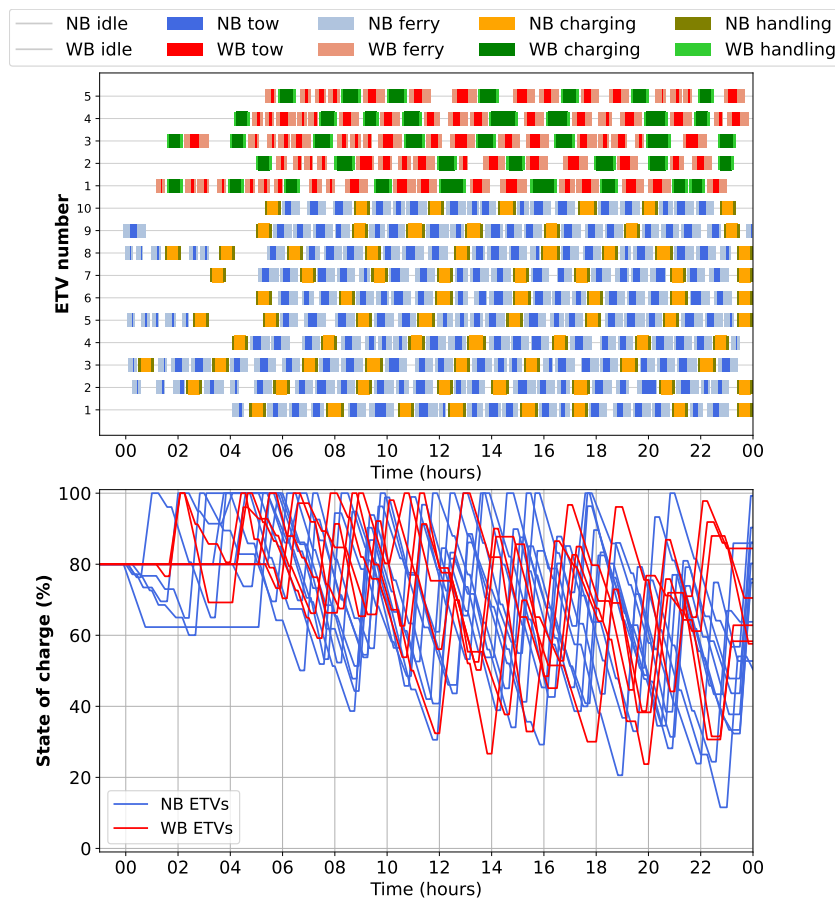 NB idle NB tow NB ferry NB charging NB handling
WB idle WB tow WB ferry WB charging WB handling
5
4
3
2
1
10
9
8
7
6
5
4
3
2
1
ETV number
00 02 04 06 08 10 12 14 16 18 20 22 00
Time (hours)
100
80
60
40
20
0
State of charge (%)
NB ETVs
WB ETVs
00 02 04 06 08 10 12 14 16 18 20 22 00
Time (hours)